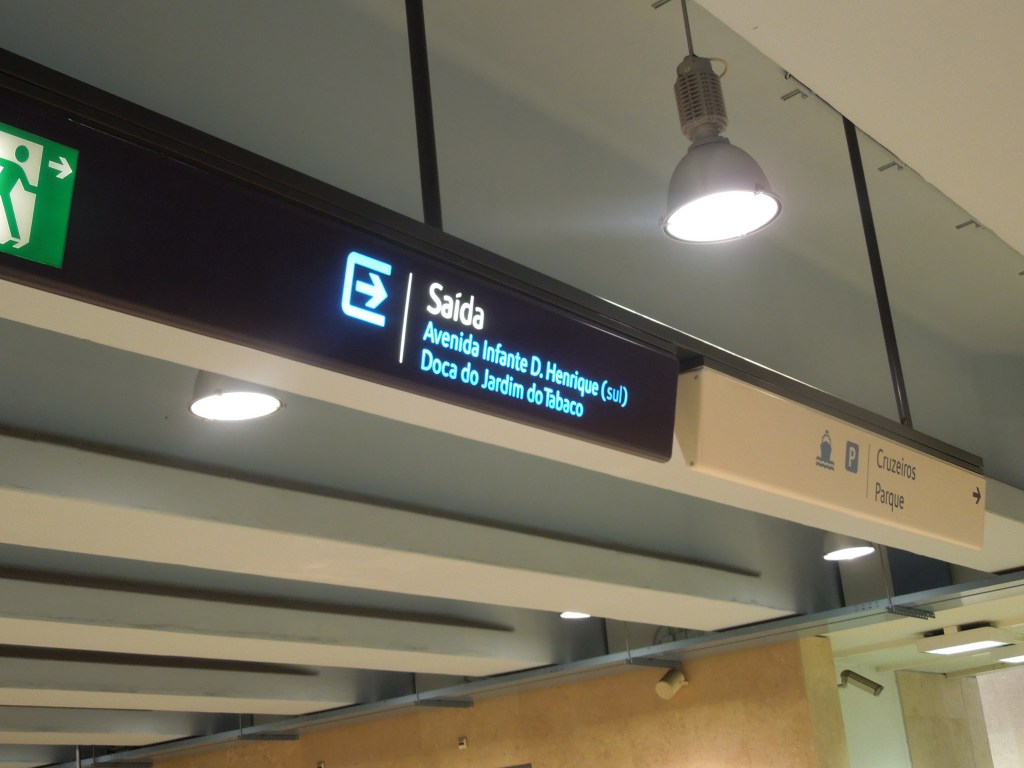 Saída
Avenida Infante D. Henrique (sul)
Doca do Jardim do Tabaco
P
Cruzeiros
Parque